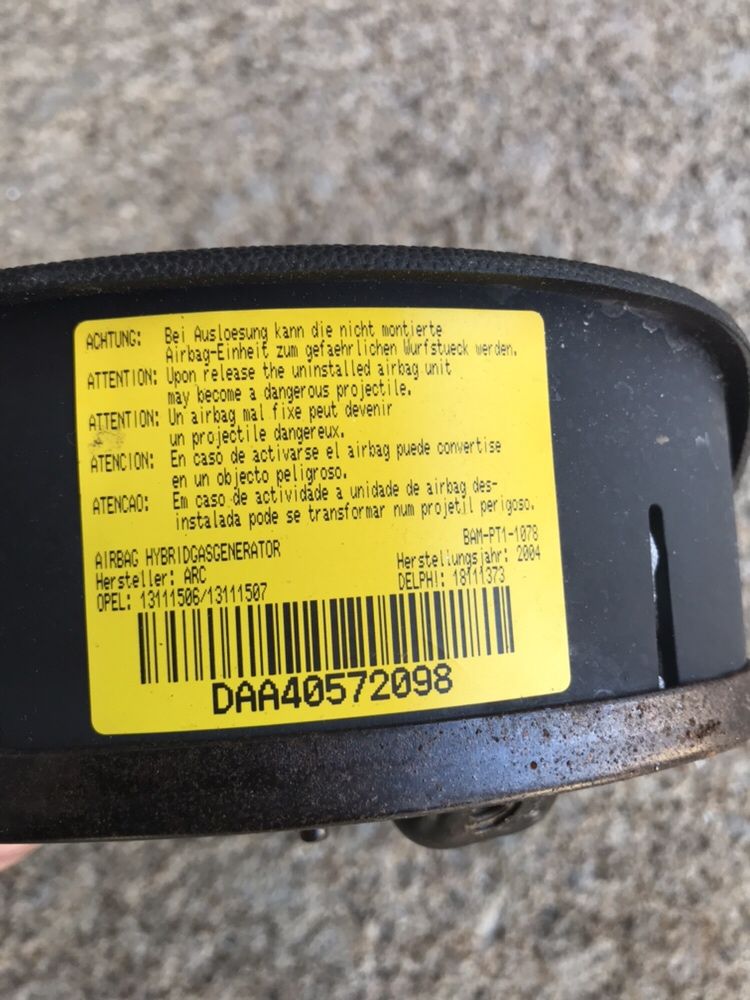 ACHTUNG: Bei Ausloesung kann die nicht montierte
Airbag-Einheit zum gefaehrlichen Wurfstueck werden.
ATTENTION: Upon release the uninstalled airbag unit
may become a dangerous projectile.
ATTENTION: Un airbag mal fixe peut devenir
un projectile dangereux.
ATENCION: En caso de activarse el airbag puede convertise
en un objecto peligroso.
ATENCAO: Em caso de actividade a unidade de airbag des-
instalada pode se transformar num projetil perigoso.
BAM-PT1-1078
AIRBAG HYBRIDGASGENERATOR
Herstellungsjahr: 2004
Hersteller: ARC
DELPHI: 18111373
OPEL: 13111506/13111507
DAA40572098